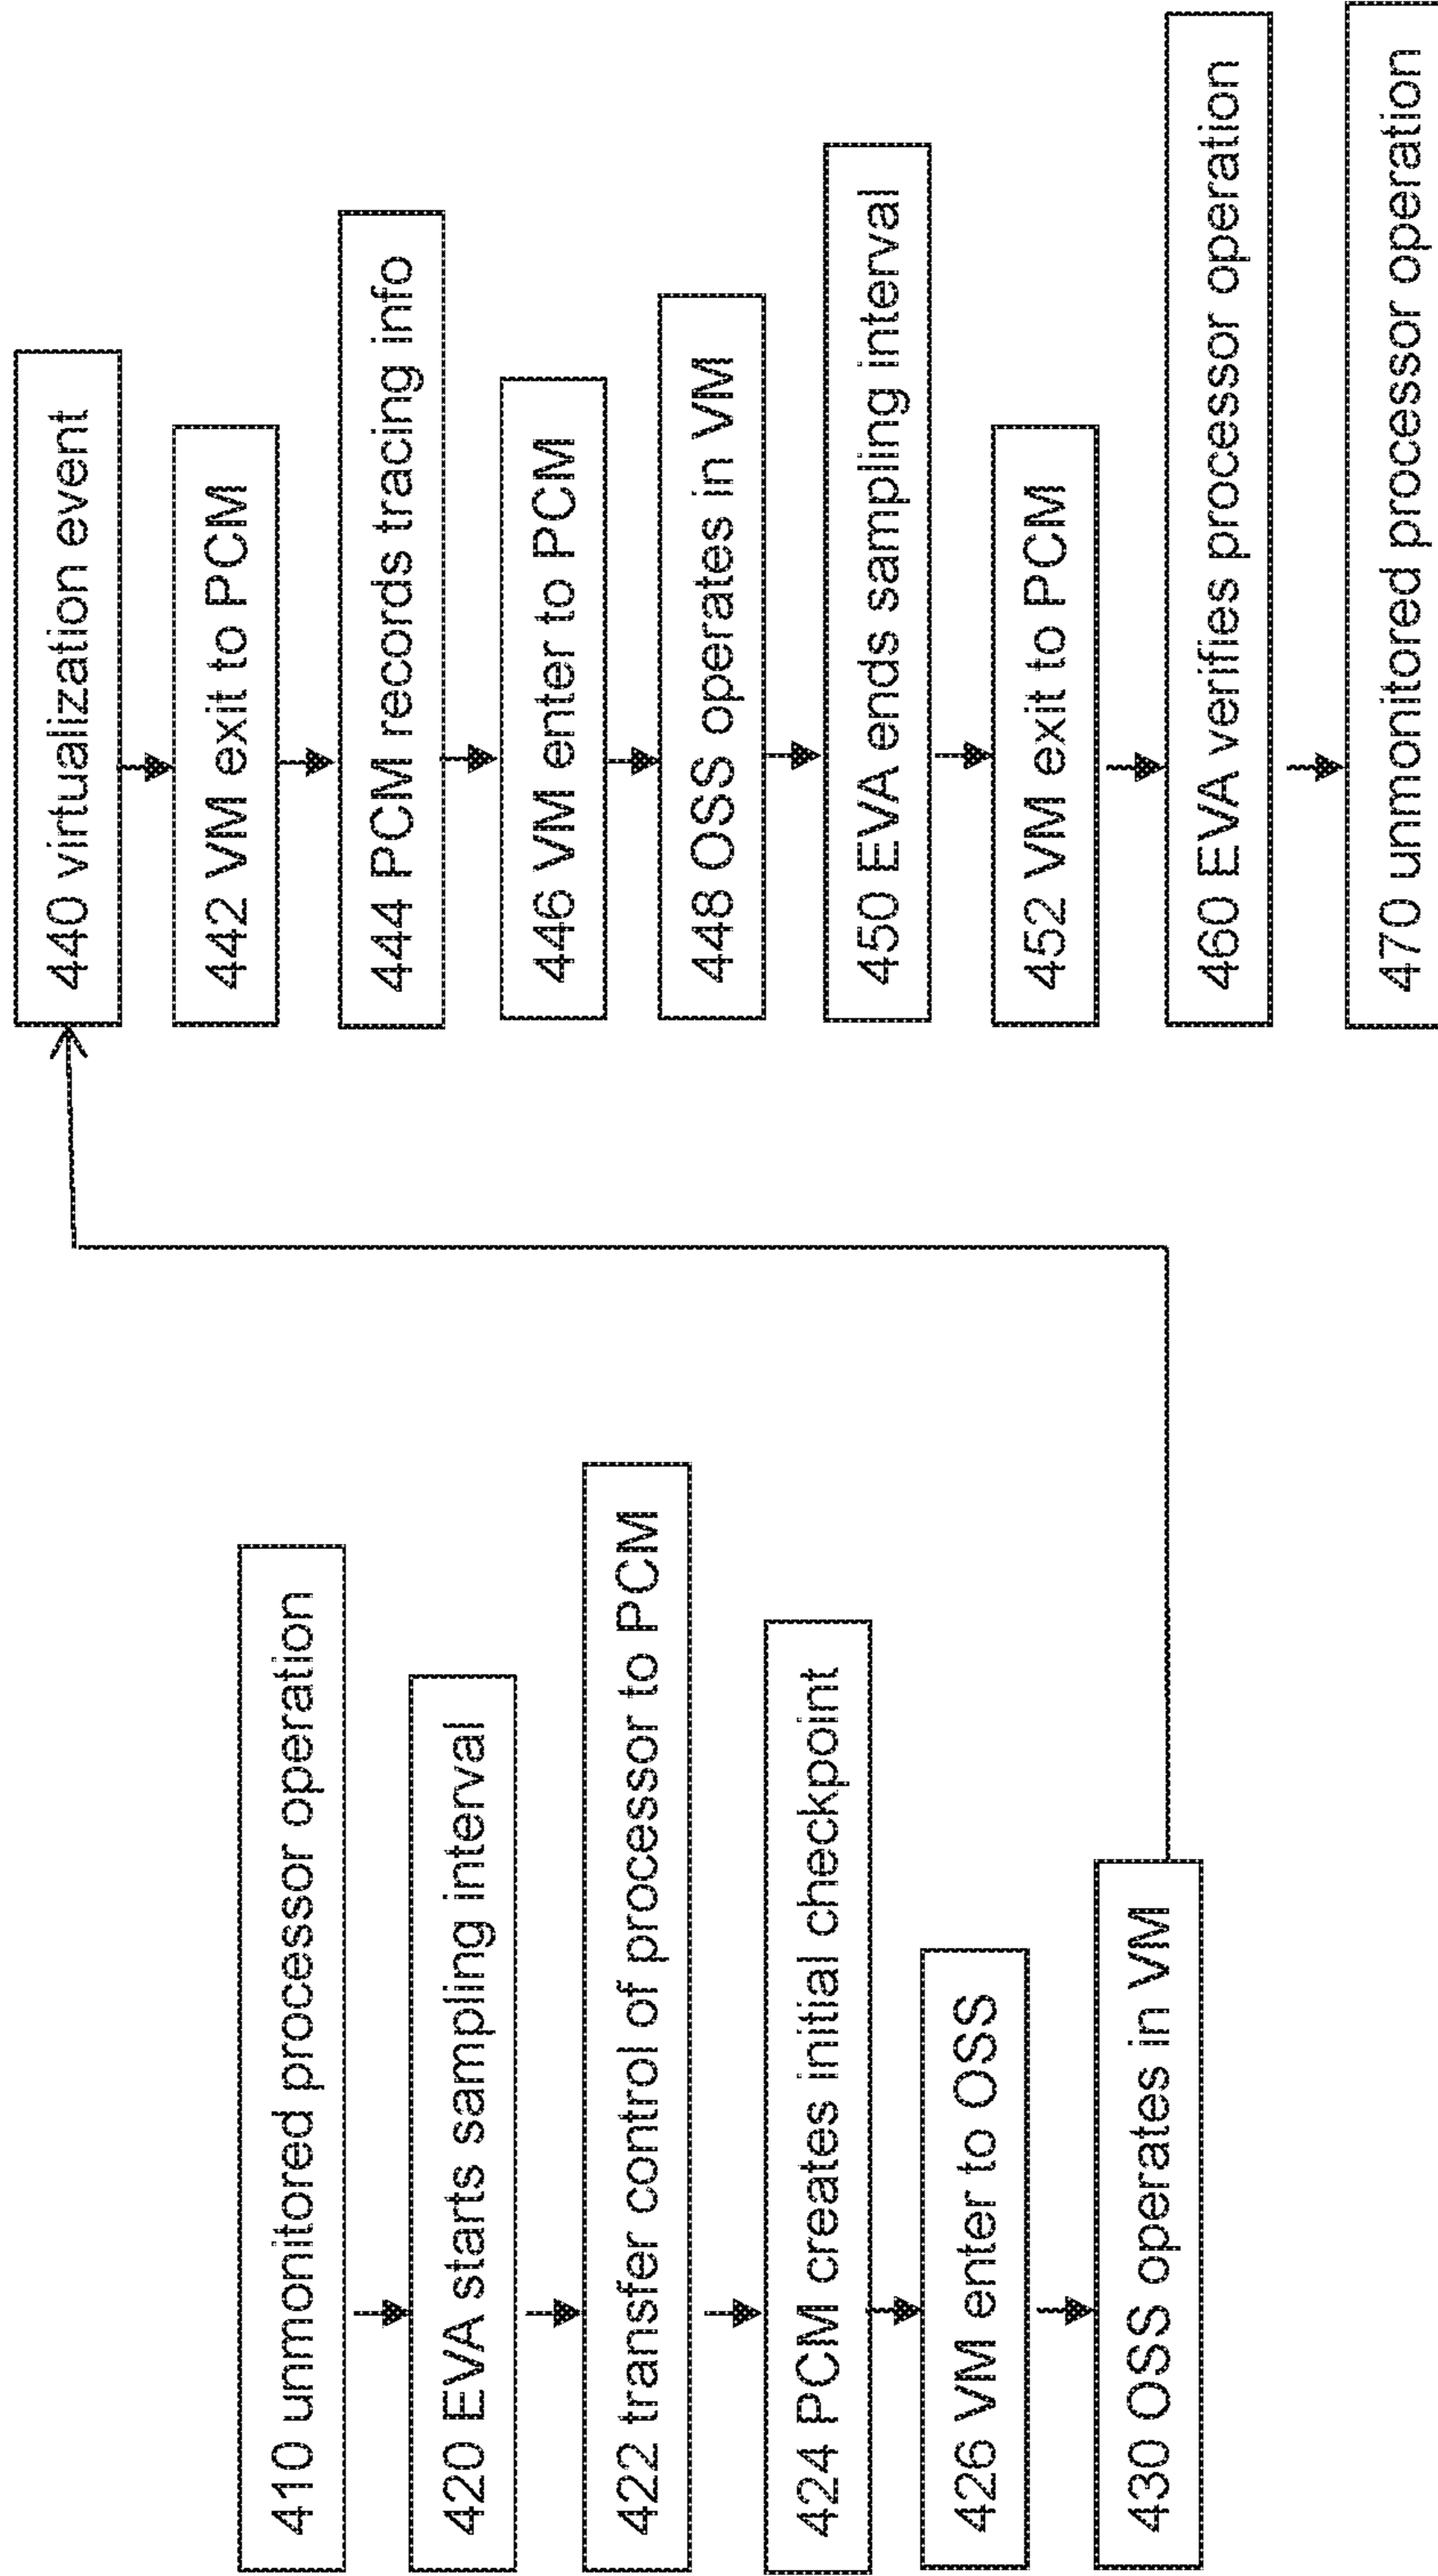 410 unmonitored processor operation
420 EVA starts sampling interval
422 transfer control of processor to PCM
424 PCM creates initial checkpoint
426 VM enter to OSS
430 OSS operates in VM
440 virtualization event
442 VM exit to PCM
444 PCM records tracing info
446 VM enter to PCM
448 OSS operates in VM
450 EVA ends sampling interval
452 VM exit to PCM
460 EVA verifies processor operation
470 unmonitored processor operation